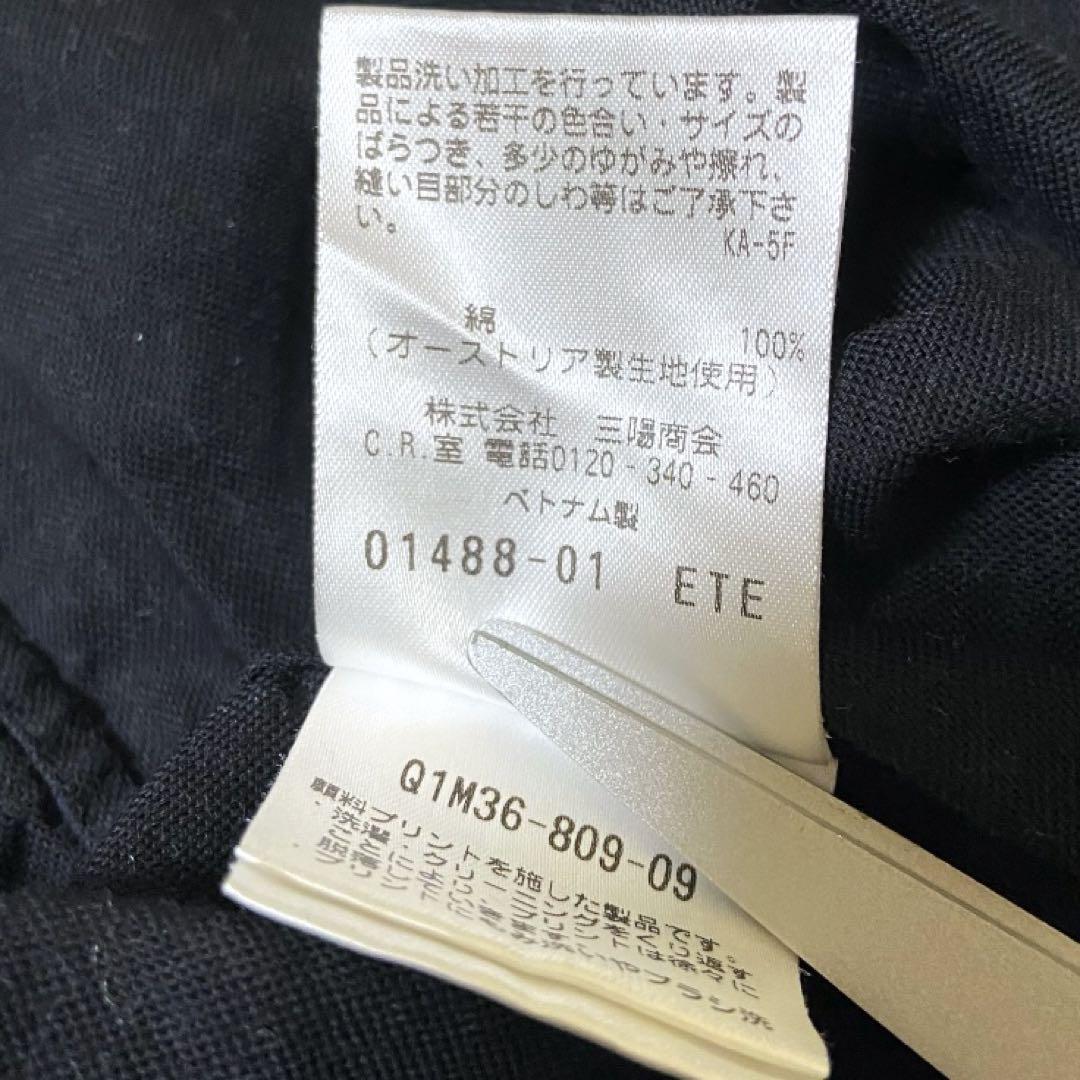 製品洗い加工を行っています。製
品による若干の色合い・サイズの
ばらつき、多少のゆがみや擦れ、
縫い目部分のしわ等はご了承下さ
い。
KA-5F
綿 100%
(オーストリア製生地使用)
株式会社 三陽商会
C.R.室 電話0120-340-460
ベトナム製
01488-01 ETE
Q1M36-809-09
顔料プリントを施した製品です。